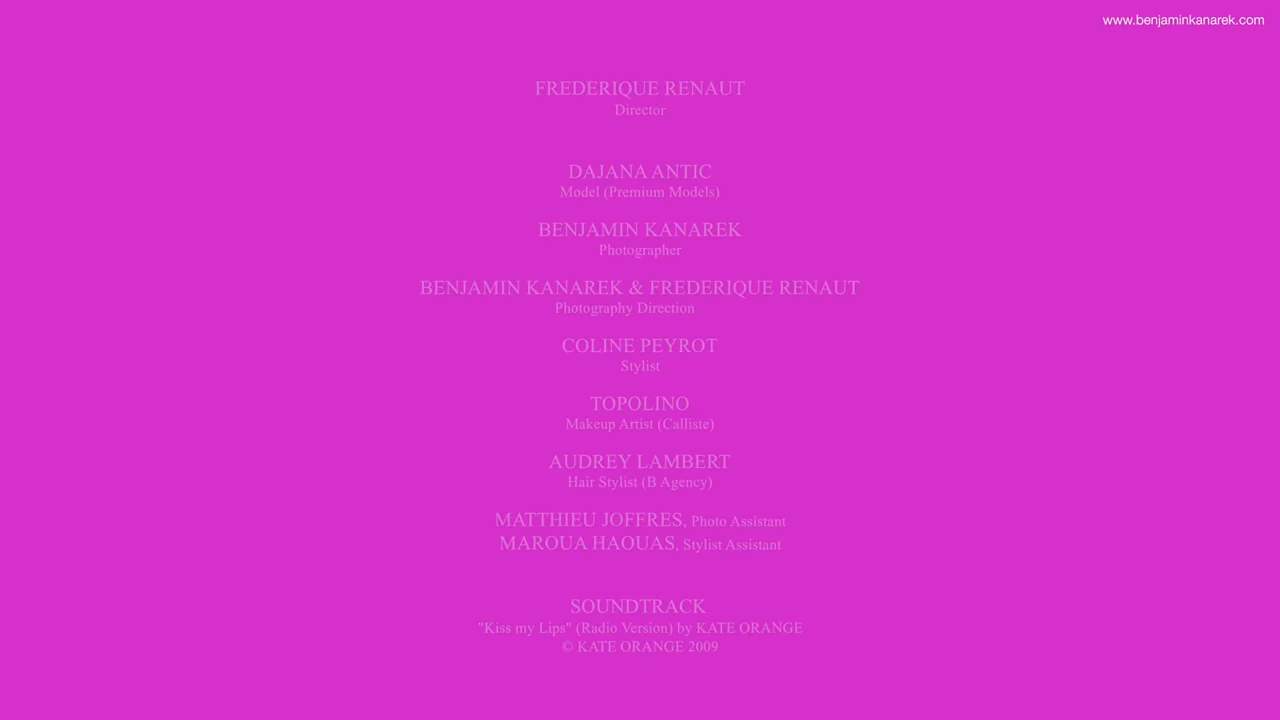 www.benjaminkanarek.com
FREDERIQUE RENAUT
Director
DAJANA ANTIC
Model (Premium Models)
BENJAMIN KANAREK
Photographer
BENJAMIN KANAREK & FREDERIQUE RENAUT
Photography Direction
COLINE PEYROT
Stylist
TOPOLINO
Makeup Artist (Calliste)
AUDREY LAMBERT
Hair Stylist (B Agency)
MATTHIEU JOFFRES, Photo Assistant
MAROUA HAOUAS, Stylist Assistant
SOUNDTRACK
"Kiss my Lips" (Radio Version) by KATE ORANGE
© KATE ORANGE 2009